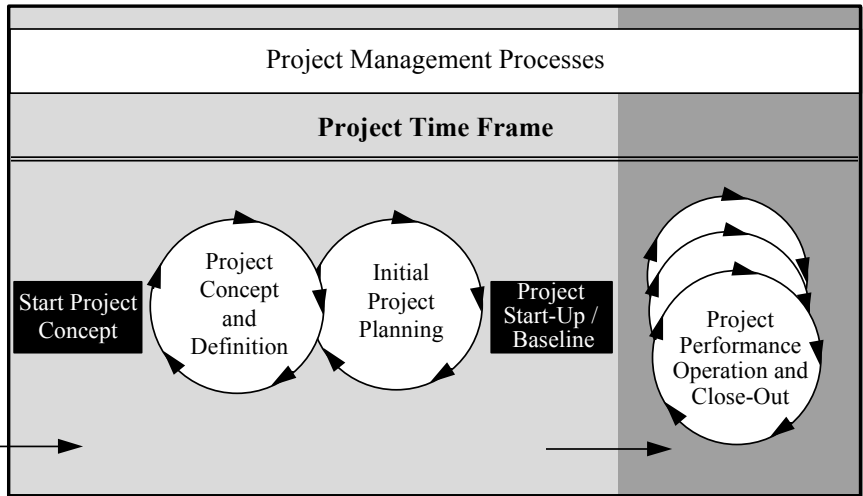 Project Management Processes
Project Time Frame
Start Project
Concept
Project
Concept
and
Definition
Initial
Project
Planning
Project
Start-Up /
Baseline
Project
Performance
Operation and
Close-Out